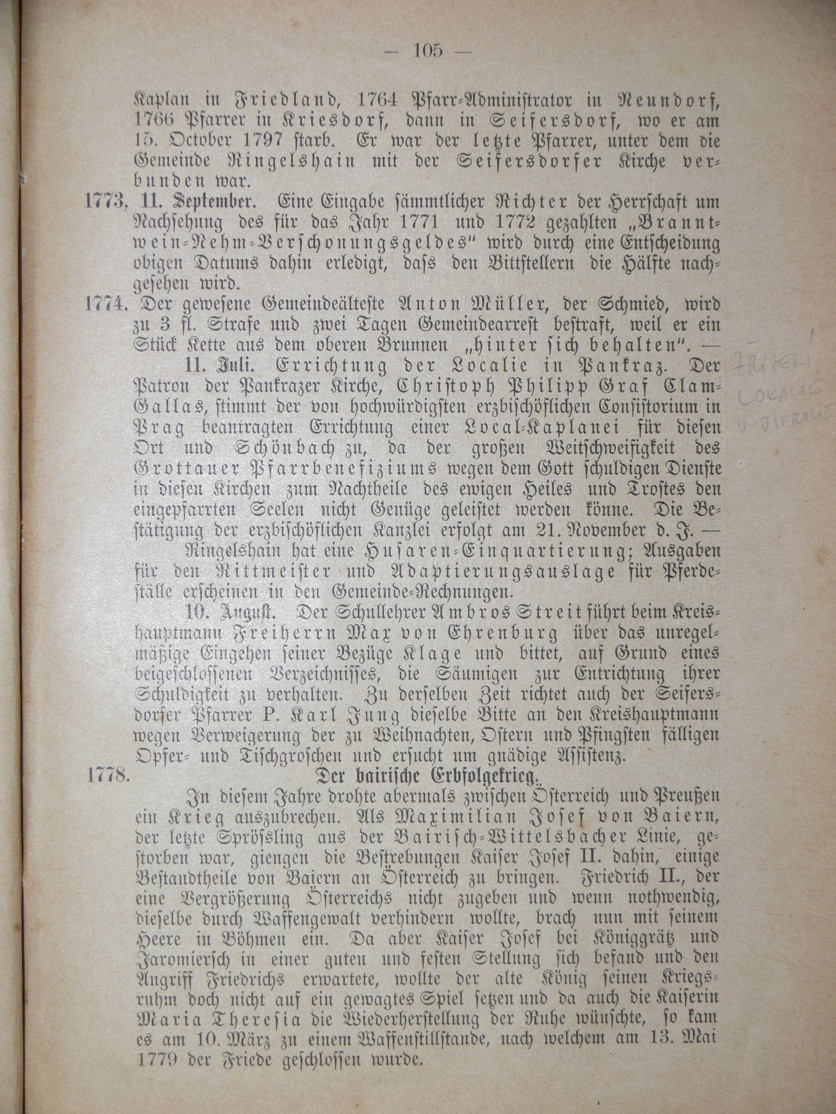 — 105 —
Kaplan in Friedland, 1764 Pfarr-Administrator in Neundorf,
1766 Pfarrer in Kriesdorf, dann in Seifersdorf, wo er am
15. October 1797 starb. Er war der letzte Pfarrer, unter dem die
Gemeinde Ringelshain mit der Seifersdorfer Kirche ver-
bunden war.
1773, 11. September. Eine Eingabe sämmtlicher Richter der Herrschaft um
Nachsehung des für das Jahr 1771 und 1772 gezahlten „Brannt-
wein-Nehm-Verschonungsgeldes“ wird durch eine Entscheidung
obigen Datums dahin erledigt, dass den Bittstellern die Hälfte nach-
gesehen wird.
1774. Der gewesene Gemeindeälteste Anton Müller, der Schmied, wird
zu 3 fl. Strafe und zwei Tagen Gemeindearrest bestraft, weil er ein
Stück Kette aus dem oberen Brunnen „hinter sich behalten“. —
11. Juli. Errichtung der Localie in Pankraz. Der
Patron der Pankrazer Kirche, Christoph Philipp Graf Clam-
Gallas, stimmt der von hochwürdigsten erzbischöflichen Consistorium in
Prag beantragten Errichtung einer Local-Kaplanei für diesen
Ort und Schönbach zu, da der großen Weitschweifigkeit des
Grottauer Pfarrbenefiziums wegen dem Gott schuldigen Dienste
in diesen Kirchen zum Nachtheile des ewigen Heiles und Trostes den
eingepfarrten Seelen nicht Genüge geleistet werden könne. Die Be-
stätigung der erzbischöflichen Kanzlei erfolgt am 21. November d. J. —
Ringelshain hat eine Husaren-Einquartierung; Ausgaben
für den Rittmeister und Adaptierungsauslage für Pferde-
ställe erscheinen in den Gemeinde-Rechnungen.
10. August. Der Schullehrer Ambros Streit führt beim Kreis-
hauptmann Freiherrn Max von Ehrenburg über das unregel-
mäßige Eingehen seiner Bezüge Klage und bittet, auf Grund eines
beigeschlossenen Verzeichnisses, die Säumigen zur Entrichtung ihrer
Schuldigkeit zu verhalten. Zu derselben Zeit richtet auch der Seifers-
dorfer Pfarrer P. Karl Jung dieselbe Bitte an den Kreishauptmann
wegen Verweigerung der zu Weihnachten, Ostern und Pfingsten fälligen
Opfer- und Tischgroschen und ersucht um gnädige Assistenz.
1778. Der bairische Erbfolgekrieg.
In diesem Jahre drohte abermals zwischen Österreich und Preußen
ein Krieg auszubrechen. Als Maximilian Josef von Baiern,
der letzte Sprössling aus der Bairisch-Wittelsbacher Linie, ge-
storben war, giengen die Bestrebungen Kaiser Josef II. dahin, einige
Bestandtheile von Baiern an Österreich zu bringen. Friedrich II., der
eine Vergrößerung Österreichs nicht zugeben und wenn nothwendig,
dieselbe durch Waffengewalt verhindern wollte, brach nun mit seinem
Heere in Böhmen ein. Da aber Kaiser Josef bei Königgrätz und
Jaromiersch in einer guten und festen Stellung sich befand und den
Angriff Friedrichs erwartete, wollte der alte König seinen Kriegs-
ruhm doch nicht auf ein gewagtes Spiel setzen und da auch die Kaiserin
Maria Theresia die Wiederherstellung der Ruhe wünschte, so kam
es am 10. März zu einem Waffenstillstande, nach welchem am 13. Mai
1779 der Friede geschlossen wurde.
LOKALIE